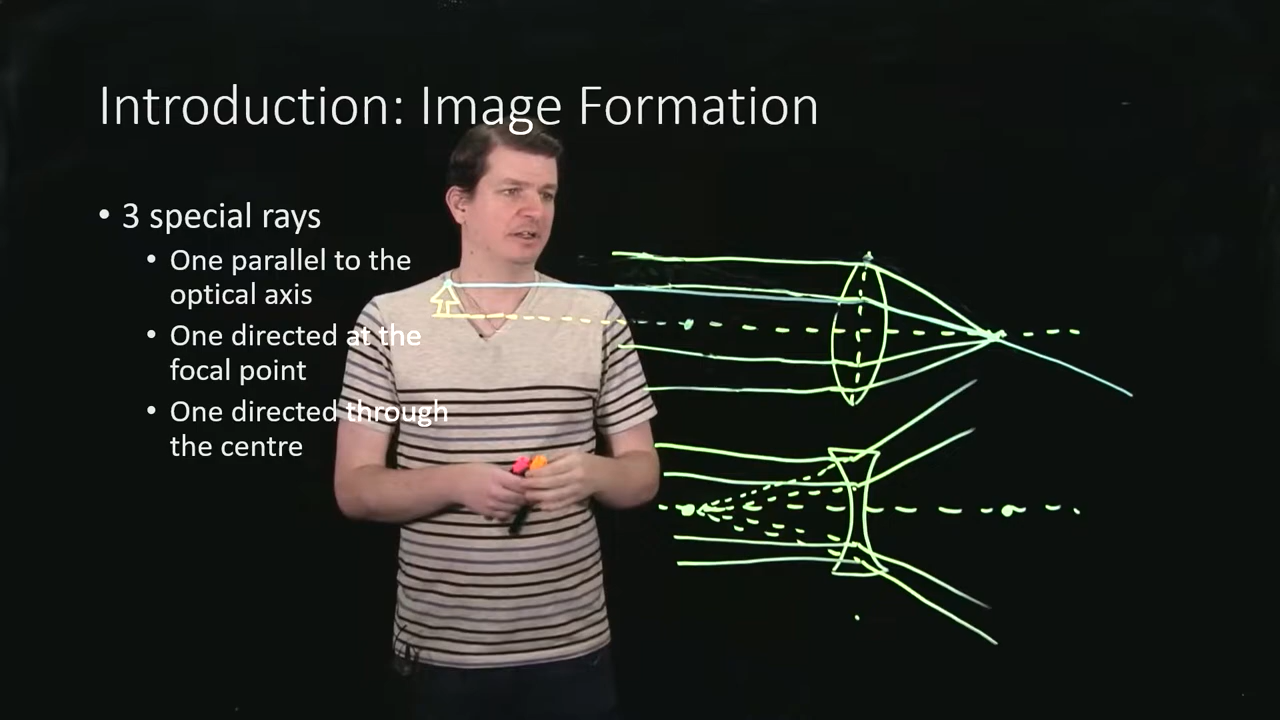 Introduction: Image Formation
• 3 special rays
• One parallel to the
optical axis
• One directed at the
focal point
• One directed through
the centre